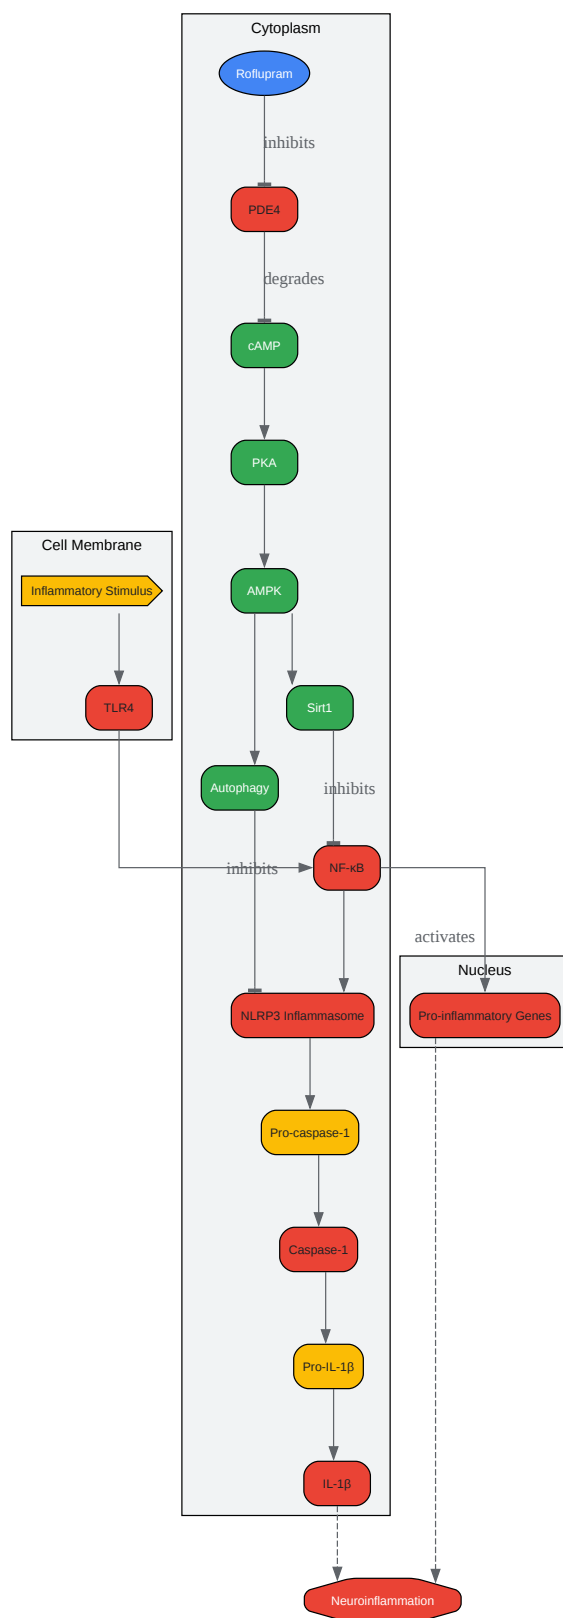 Cytoplasm
Roflupram
inhibits
PDE4
degrades
cAMP
PKA
Cell Membrane
Inflammatory Stimulus
AMPK
TLR4
Sirt1
Autophagy
inhibits
inhibits
NF-κB
activates
Nucleus
NLRP3 Inflammasome
Pro-inflammatory Genes
Pro-caspase-1
Caspase-1
Pro-IL-1β
IL-1β
Neuroinflammation